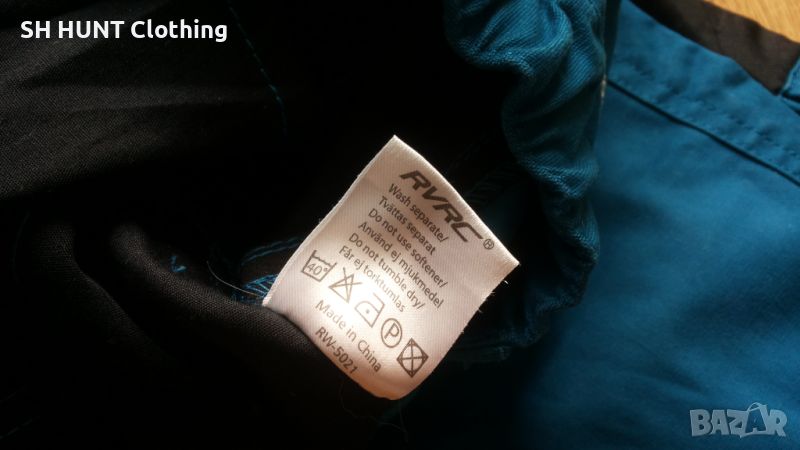 SH HUNT Clothing
RVRC®
Wash separate/
Tvättas separat
Do not use softener/
Använd ej mjukmedel
Do not tumble dry/
Får ej torktumlas
40°
P
Made in China
RW-5021
BAZAR